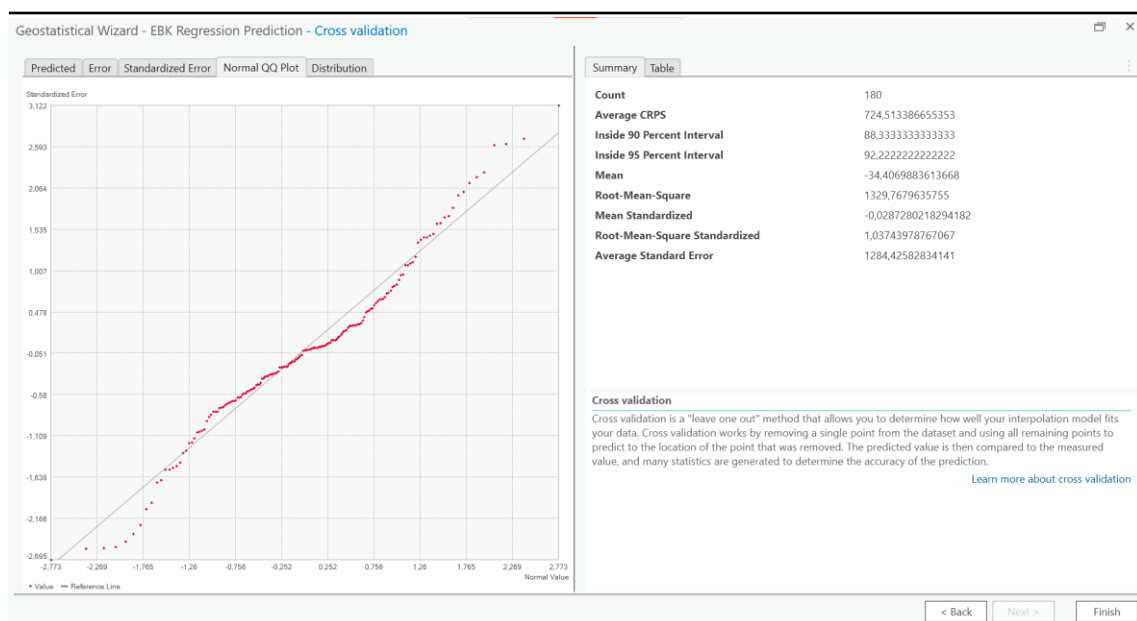 Geostatistical Wizard - EBK Regression Prediction - Cross validation
Predicted Error Standardized Error Normal QQ Plot Distribution
Standardized Error
3.122
2.593
2.064
1.535
1.007
0.478
-0.051
-0.58
-1.109
-1.638
-2.166
-2.695
-2,773 -2,269 -1,765 -1,26 -0,756 -0,252 0,252 0,756 1,26 1,765 2,269 2,773
Normal Value
Value Reference Line
Summary Table
Count 180
Average CRPS 724,513386655353
Inside 90 Percent Interval 88,3333333333333
Inside 95 Percent Interval 92,2222222222222
Mean -34,4069883613668
Root-Mean-Square 1329,7679635755
Mean Standardized -0,0287280218294182
Root-Mean-Square Standardized 1,03743978767067
Average Standard Error 1284,42582834141
Cross validation
Cross validation is a "leave one out" method that allows you to determine how well your interpolation model fits
your data. Cross validation works by removing a single point from the dataset and using all remaining points to
predict to the location of the point that was removed. The predicted value is then compared to the measured
value, and many statistics are generated to determine the accuracy of the prediction.
Learn more about cross validation
< Back Next > Finish